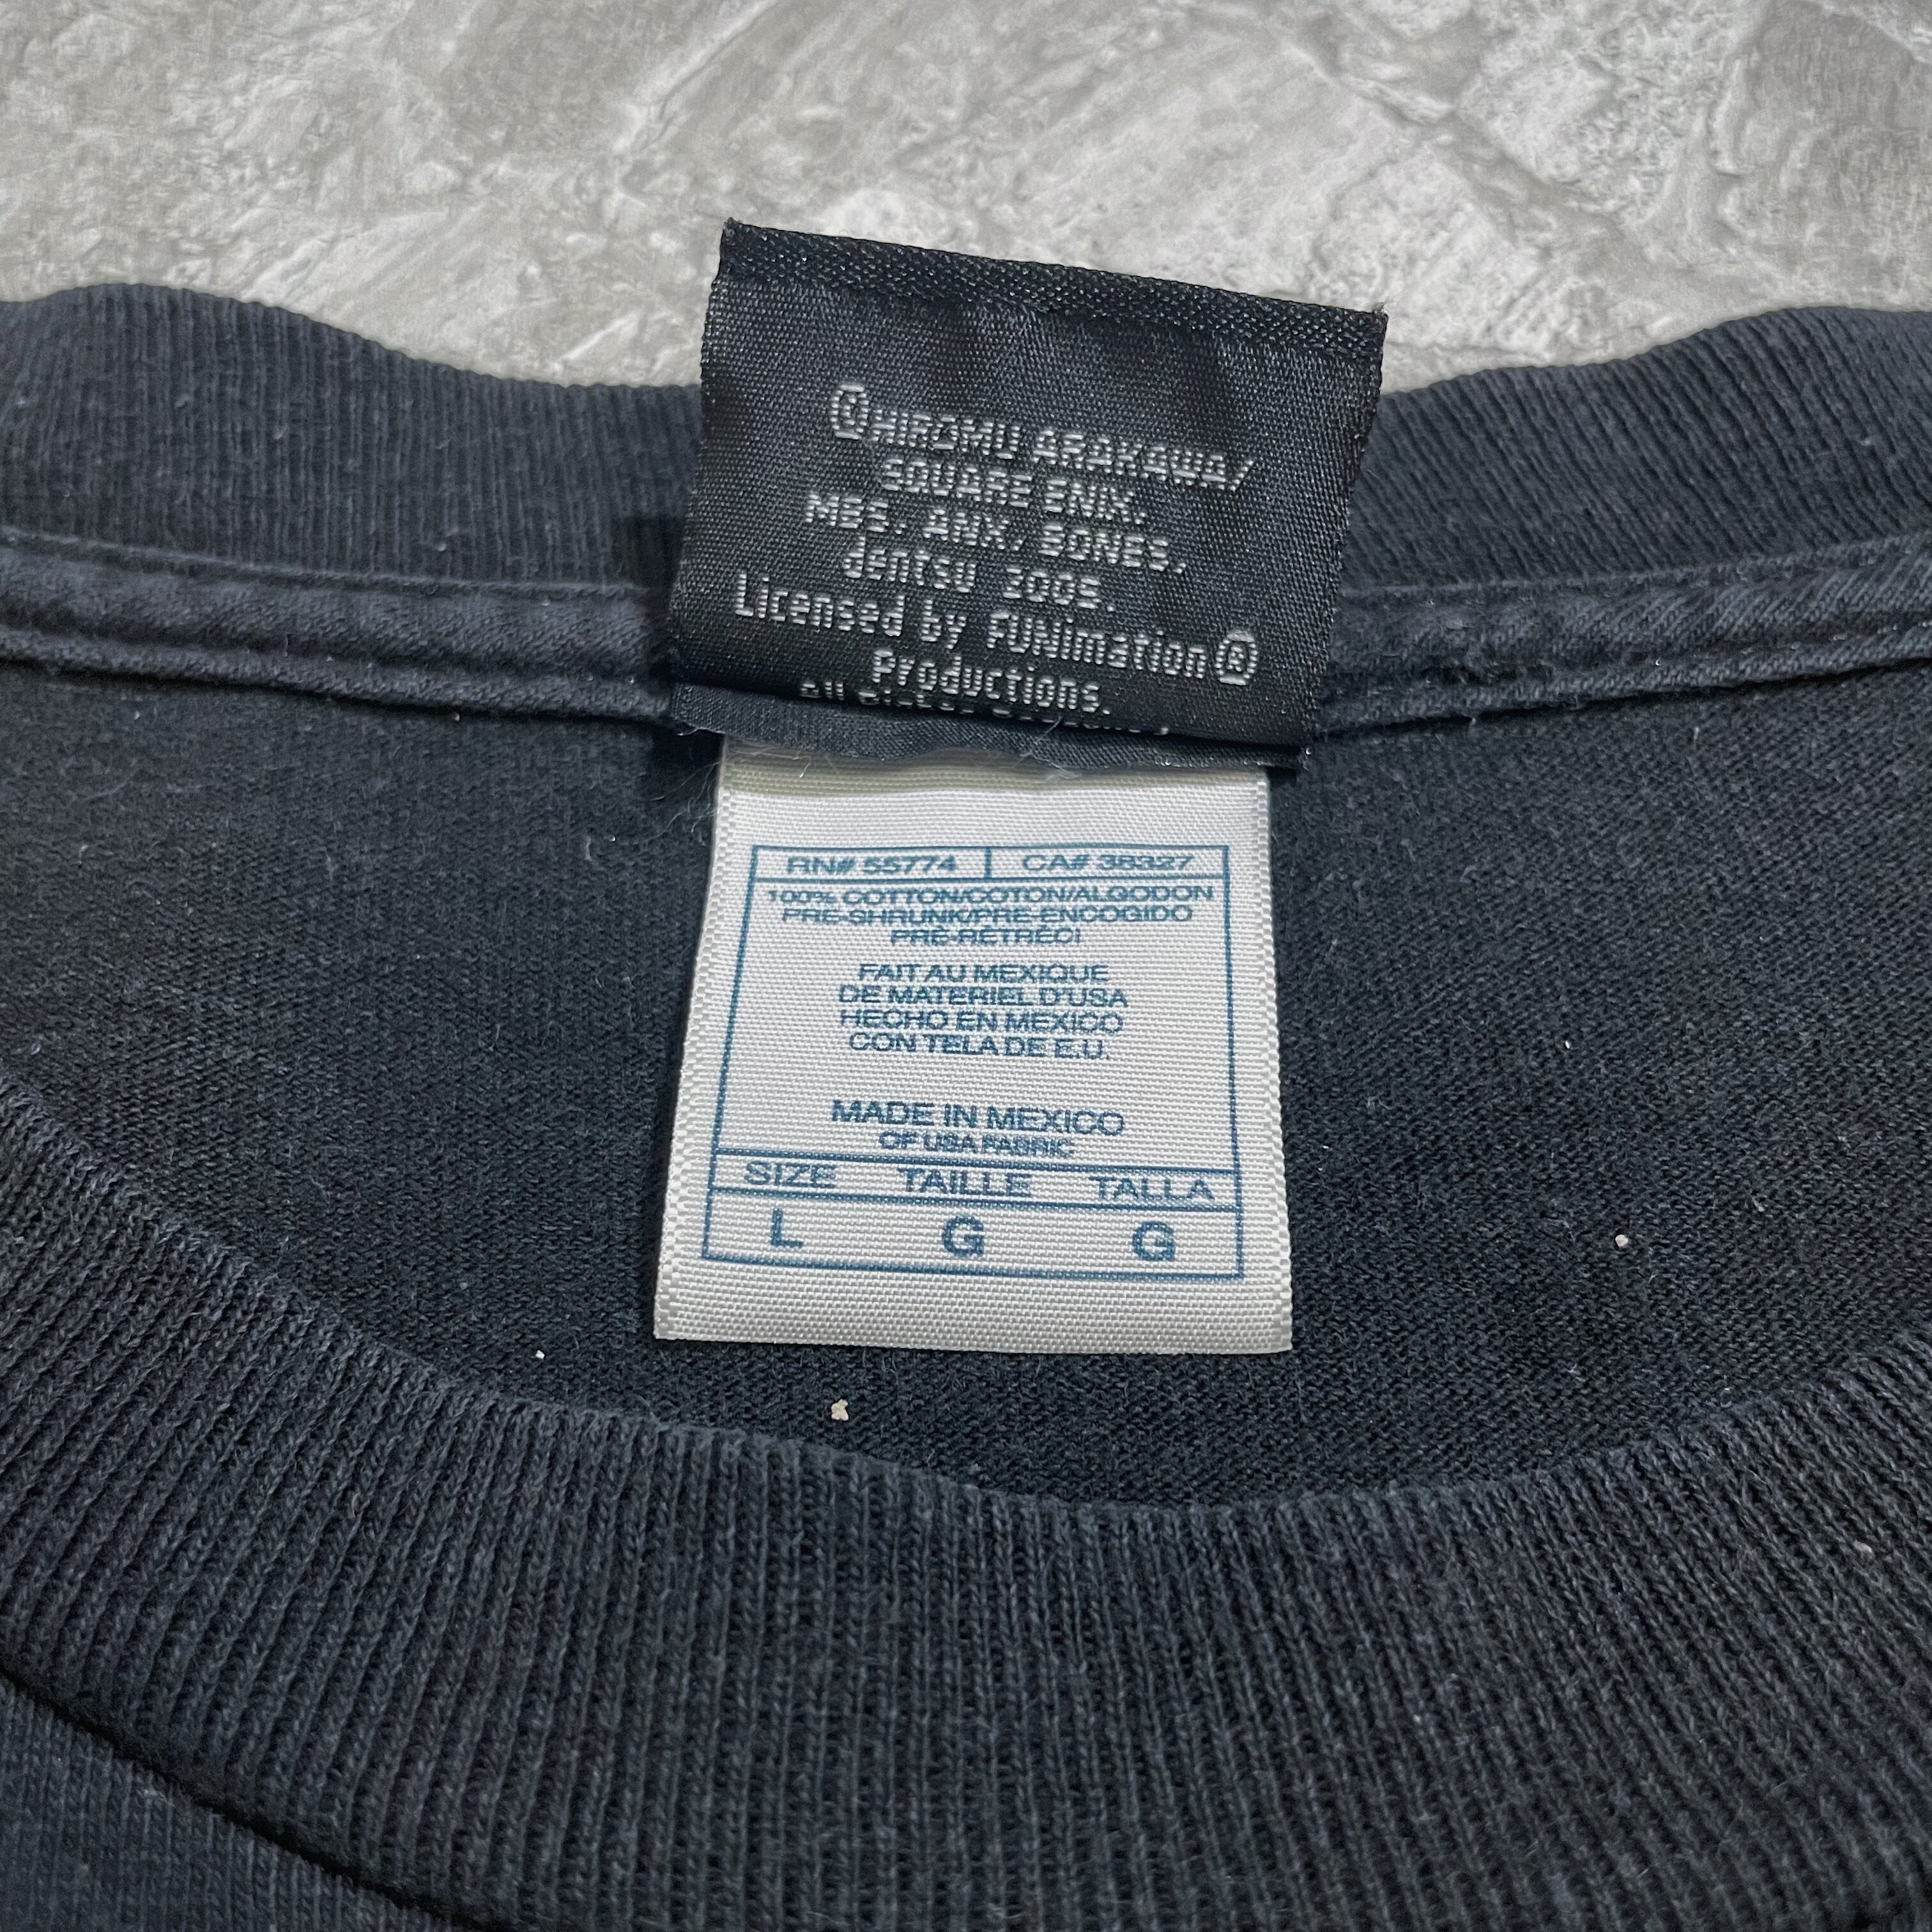 ©HIROMU ARAKAWA/
SQUARE ENIX.
MBS. ANX. BONES.
dentsu 2005.
Licensed by FUNimation®
Productions.
All Rights
RN# 55774 CA# 38327
100% COTTON/COTON/ALGODON
PRE-SHRUNK/PRE-ENCOGIDO
PRÉ-RÉTRÉCI
FAIT AU MEXIQUE
DE MATERIEL D'USA
HECHO EN MEXICO
CON TELA DE E.U.
MADE IN MEXICO
OF USA FABRIC
SIZE TAILLE TALLA
L G G